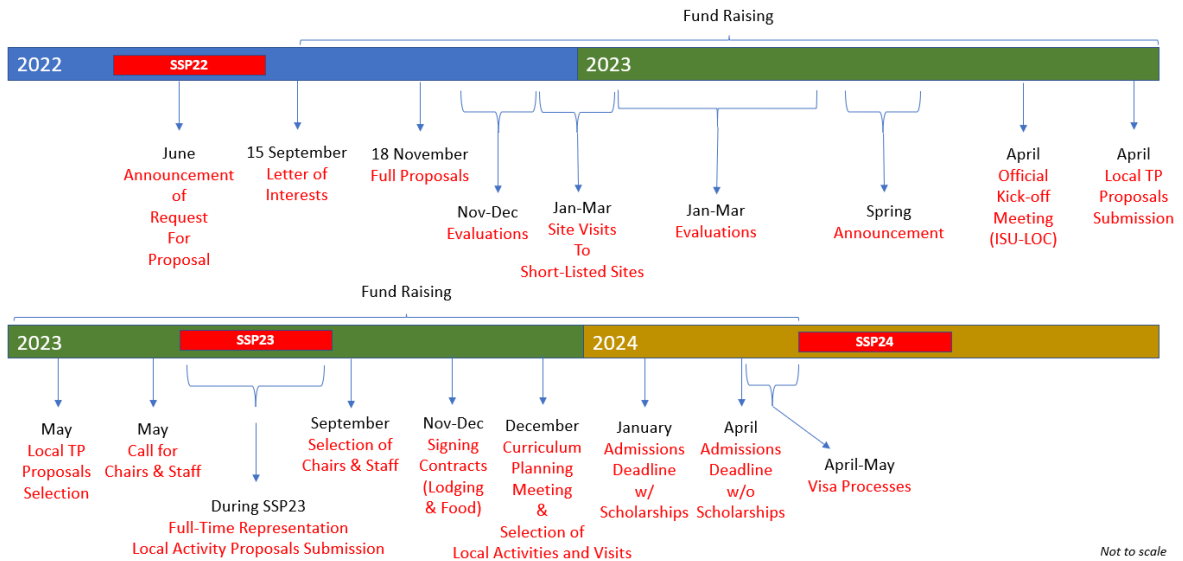 Fund Raising
2022
SSP22
2023
June
Announcement
of
Request
For
Proposal
15 September
Letter of
Interests
18 November
Full Proposals
Nov-Dec
Evaluations
Jan-Mar
Site Visits
To
Short-Listed Sites
Jan-Mar
Evaluations
Spring
Announcement
April
Official
Kick-off
Meeting
(ISU-LOC)
April
Local TP
Proposals
Submission
Fund Raising
2023
SSP23
2024
SSP24
May
Local TP
Proposals
Selection
May
Call for
Chairs & Staff
During SSP23
Full-Time Representation
Local Activity Proposals Submission
September
Selection of
Chairs & Staff
Nov-Dec
Signing
Contracts
(Lodging
& Food)
December
Curriculum
Planning
Meeting
&
Selection of
Local Activities and Visits
January
Admissions
Deadline
w/
Scholarships
April
Admissions
Deadline
w/o
Scholarships
April-May
Visa Processes
Not to scale